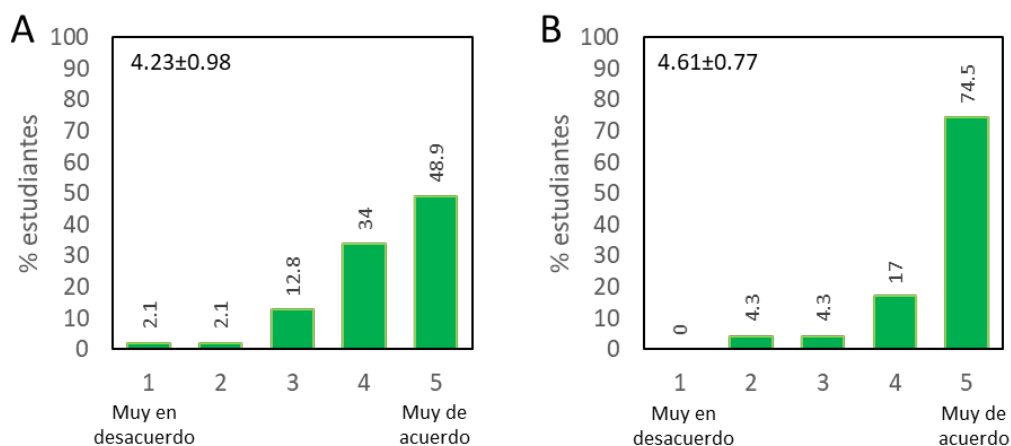 A
4.23±0.98
% estudiantes
100
90
80
70
60
50
40
30
20
10
0
2.1
2.1
12.8
34
48.9
1 2 3 4 5
Muy en
desacuerdo
Muy de
acuerdo
B
4.61±0.77
% estudiantes
100
90
80
70
60
50
40
30
20
10
0
0
4.3
4.3
17
74.5
1 2 3 4 5
Muy en
desacuerdo
Muy de
acuerdo